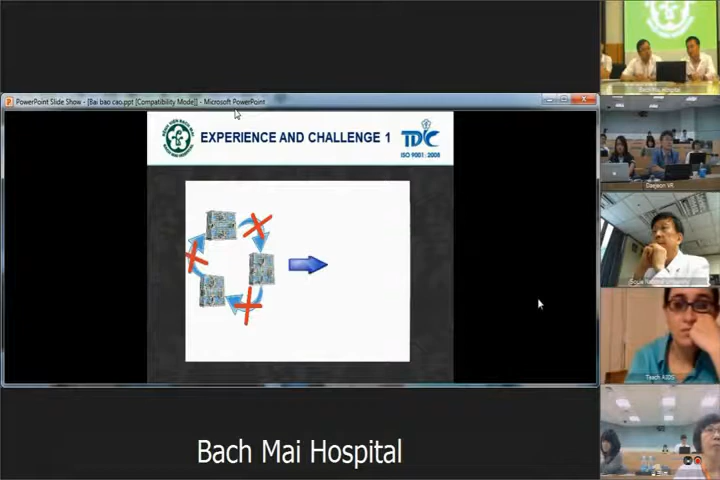 PowerPoint Slide Show - [Bai bao cao.ppt [Compatibility Mode]] - Microsoft PowerPoint
EXPERIENCE AND CHALLENGE 1
TDC
ISO 9001:2008
Daejeon VR
Teach AIDS
Bach Mai Hospital